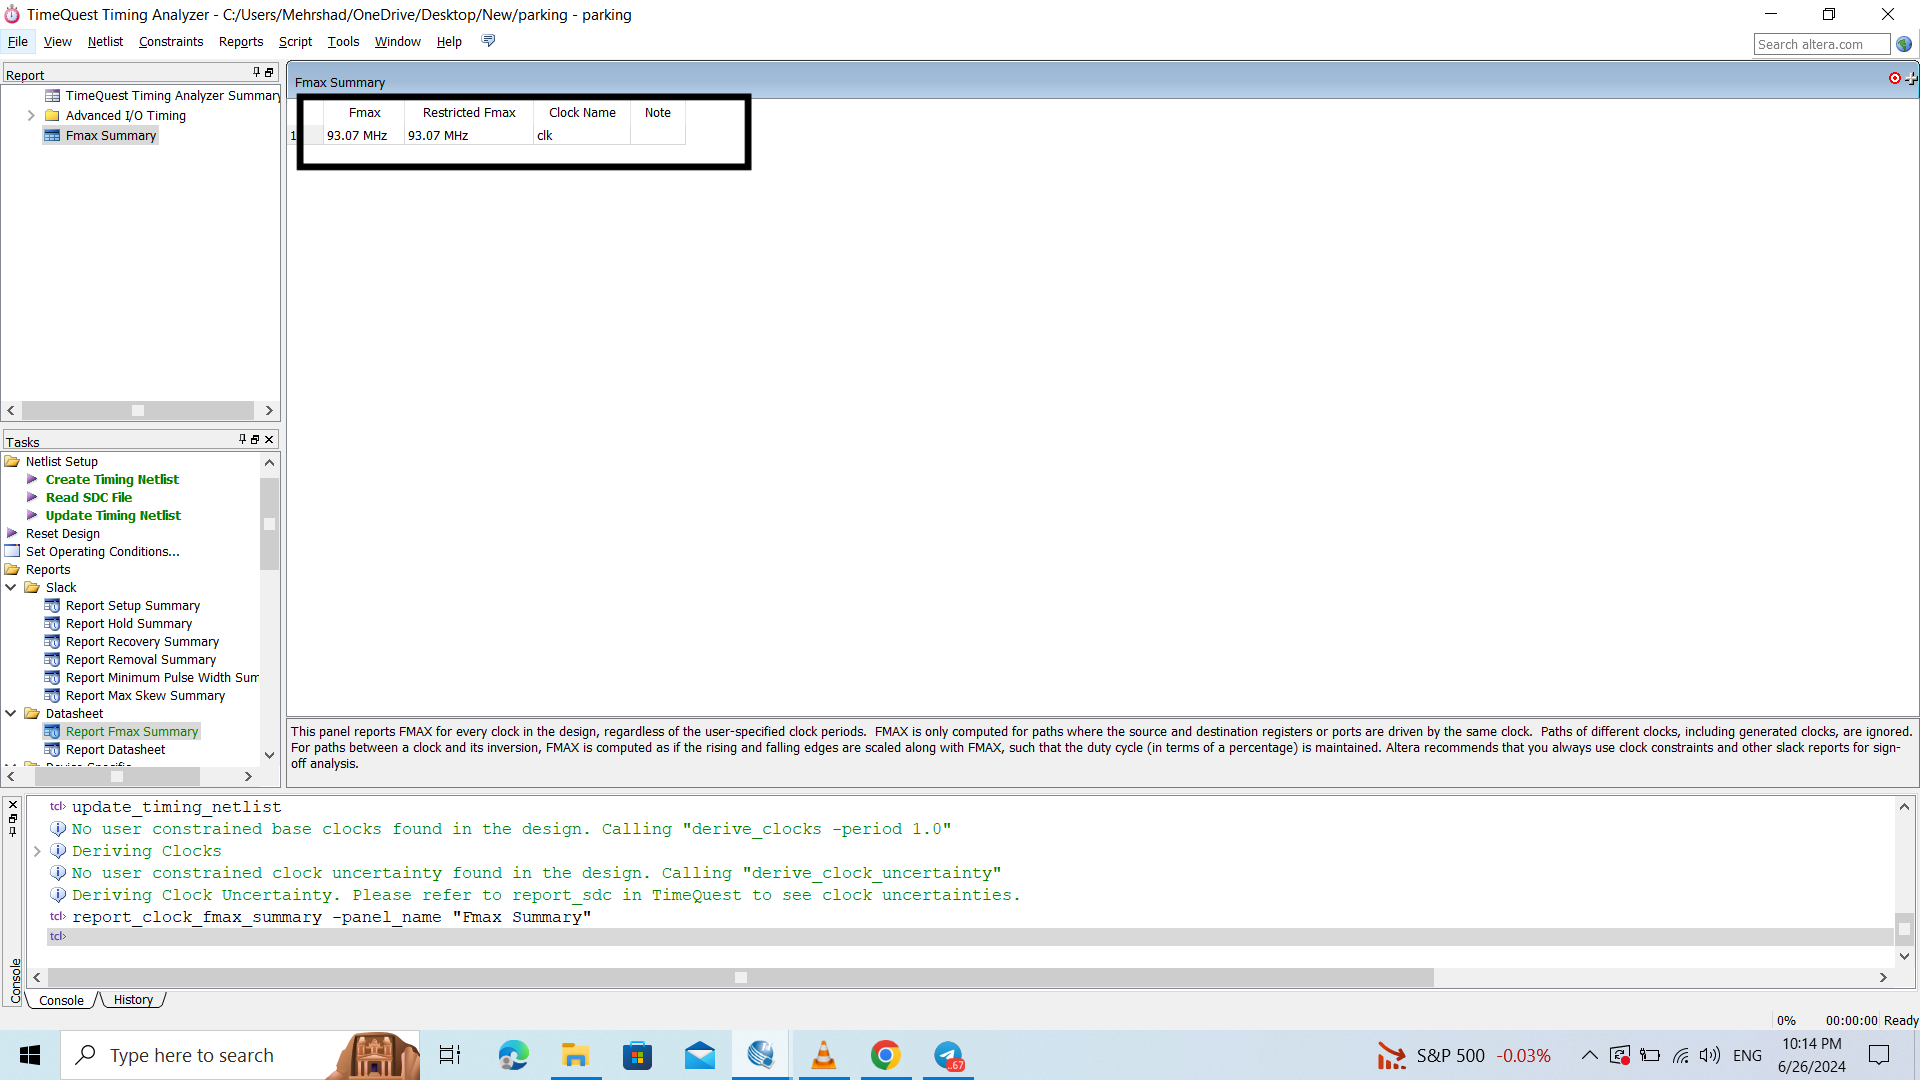 TimeQuest Timing Analyzer - C:/Users/Mehrshad/OneDrive/Desktop/New/parking - parking
File View Netlist Constraints Reports Script Tools Window Help
Search altera.com
Report
TimeQuest Timing Analyzer Summary
Advanced I/O Timing
Fmax Summary
Fmax Summary
Fmax Restricted Fmax Clock Name Note
1 93.07 MHz 93.07 MHz clk
Tasks
Netlist Setup
Create Timing Netlist
Read SDC File
Update Timing Netlist
Reset Design
Set Operating Conditions...
Reports
Slack
Report Setup Summary
Report Hold Summary
Report Recovery Summary
Report Removal Summary
Report Minimum Pulse Width Sum
Report Max Skew Summary
Datasheet
Report Fmax Summary
Report Datasheet
This panel reports FMAX for every clock in the design, regardless of the user-specified clock periods. FMAX is only computed for paths where the source and destination registers or ports are driven by the same clock. Paths of different clocks, including generated clocks, are ignored.
For paths between a clock and its inversion, FMAX is computed as if the rising and falling edges are scaled along with FMAX, such that the duty cycle (in terms of a percentage) is maintained. Altera recommends that you always use clock constraints and other slack reports for sign-
off analysis.
tcl> update_timing_netlist
No user constrained base clocks found in the design. Calling "derive_clocks -period 1.0"
Deriving Clocks
No user constrained clock uncertainty found in the design. Calling "derive_clock_uncertainty"
Deriving Clock Uncertainty. Please refer to report_sdc in TimeQuest to see clock uncertainties.
tcl> report_clock_fmax_summary -panel_name "Fmax Summary"
tcl>
Console
Console History
0% 00:00:00 Ready
Type here to search
..67
S&P 500 -0.03%
ENG
10:14 PM
6/26/2024